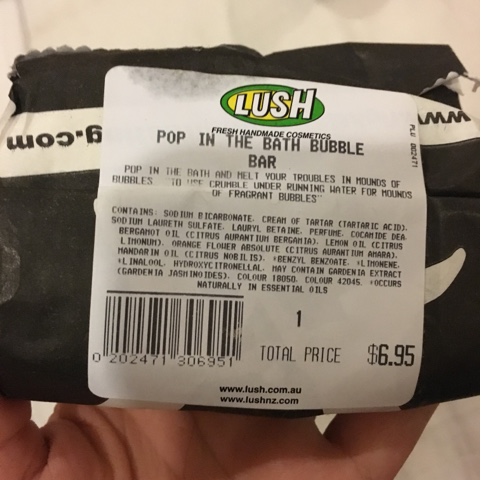 LUSH
FRESH HANDMADE COSMETICS
POP IN THE BATH BUBBLE
BAR
PLU 002471
POP IN THE BATH AND MELT YOUR TROUBLES IN MOUNDS OF
BUBBLES. TO USE CRUMBLE UNDER RUNNING WATER FOR MOUNDS
OF FRAGRANT BUBBLES"
CONTAINS: SODIUM BICARBONATE, CREAM OF TARTAR (TARTARIC ACID),
SODIUM LAURETH SULFATE, LAURYL BETAINE, PERFUME, COCAMIDE DEA,
BERGAMOT OIL (CITRUS AURANTIUM BERGAMIA), LEMON OIL (CITRUS
LIMONUM), ORANGE FLOWER ABSOLUTE (CITRUS AURANTIUM AMARA),
MANDARIN OIL (CITRUS NOBILIS), *BENZYL BENZOATE, *LIMONENE,
*LINALOOL, HYDROXYCITRONELLAL, MAY CONTAIN GARDENIA EXTRACT
(GARDENIA JASMINOIDES), COLOUR 18050, COLOUR 42045, *OCCURS
NATURALLY IN ESSENTIAL OILS
1
0 202471 306951
TOTAL PRICE $6.95
www.lush.com.au
www.lushnz.com
g.com
ww